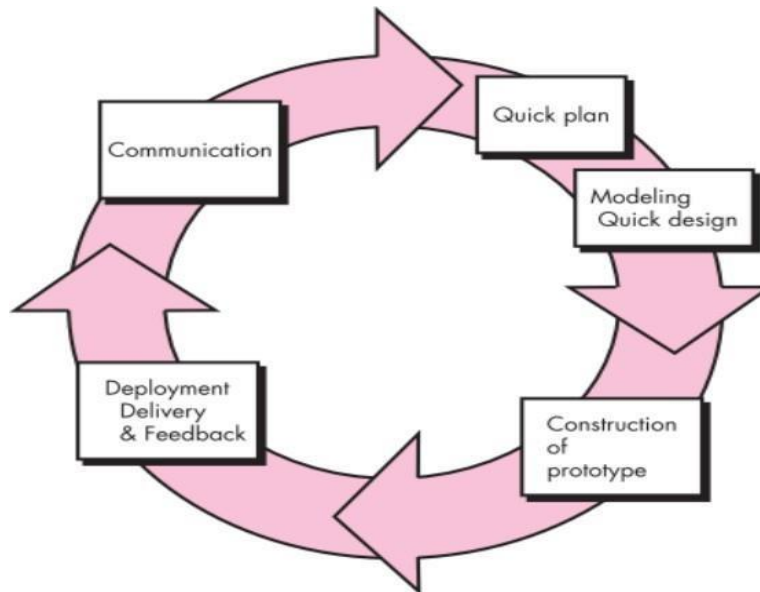 Communication
Quick plan
Modeling
Quick design
Construction
of
prototype
Deployment
Delivery
& Feedback